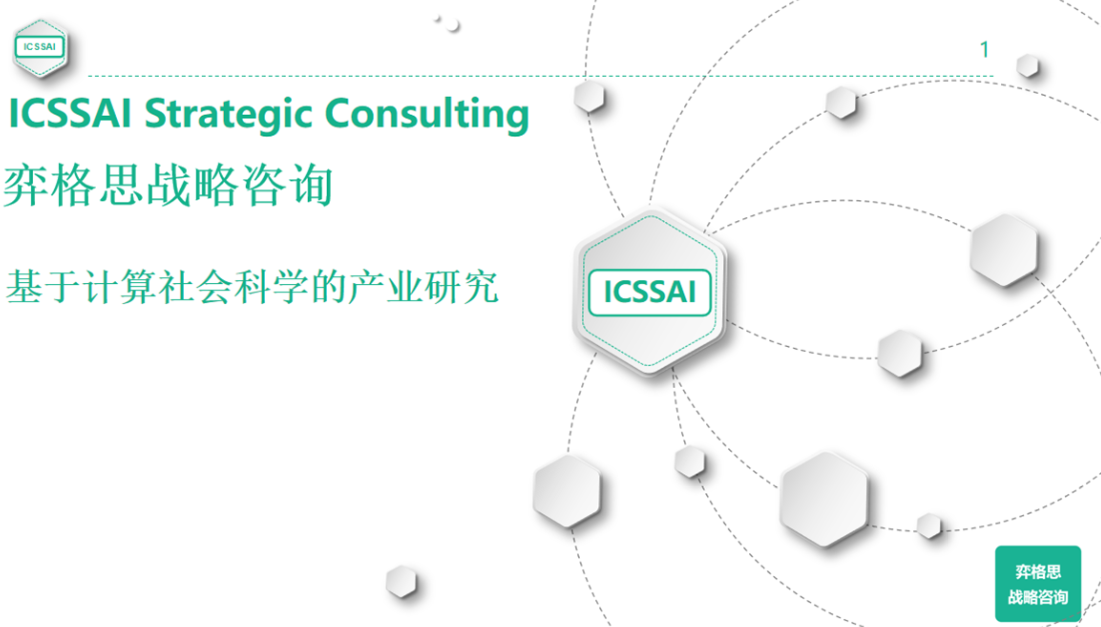 ICSSAI
1
ICSSAI Strategic Consulting
弈格思战略咨询
基于计算社会科学的产业研究
ICSSAI
弈格思
战略咨询